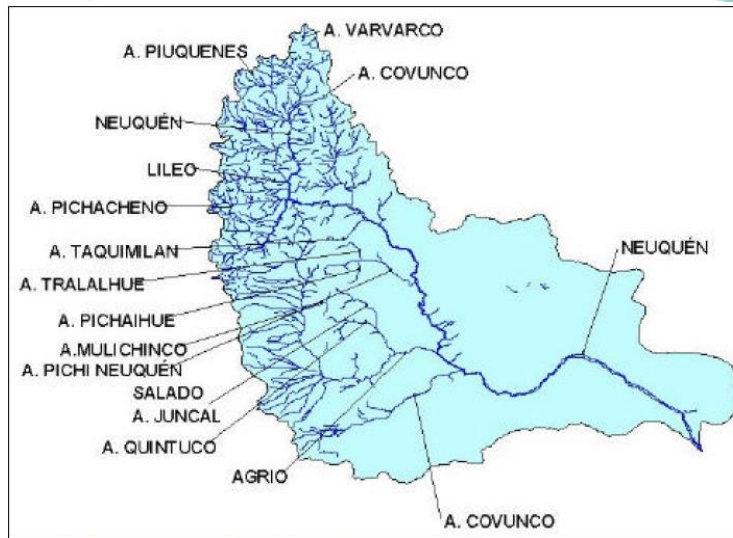 A. VARVARCO
A. PIUQUENES
A. COVUNCO
NEUQUÉN
LILEO
A. PICHACHENO
A. TAQUIMILAN
NEUQUÉN
A. TRALALHUE
A. PICHAIHUE
A.MULICHINCO
A. PICHI NEUQUÉN
SALADO
A. JUNCAL
A. QUINTUCO
AGRIO
A. COVUNCO